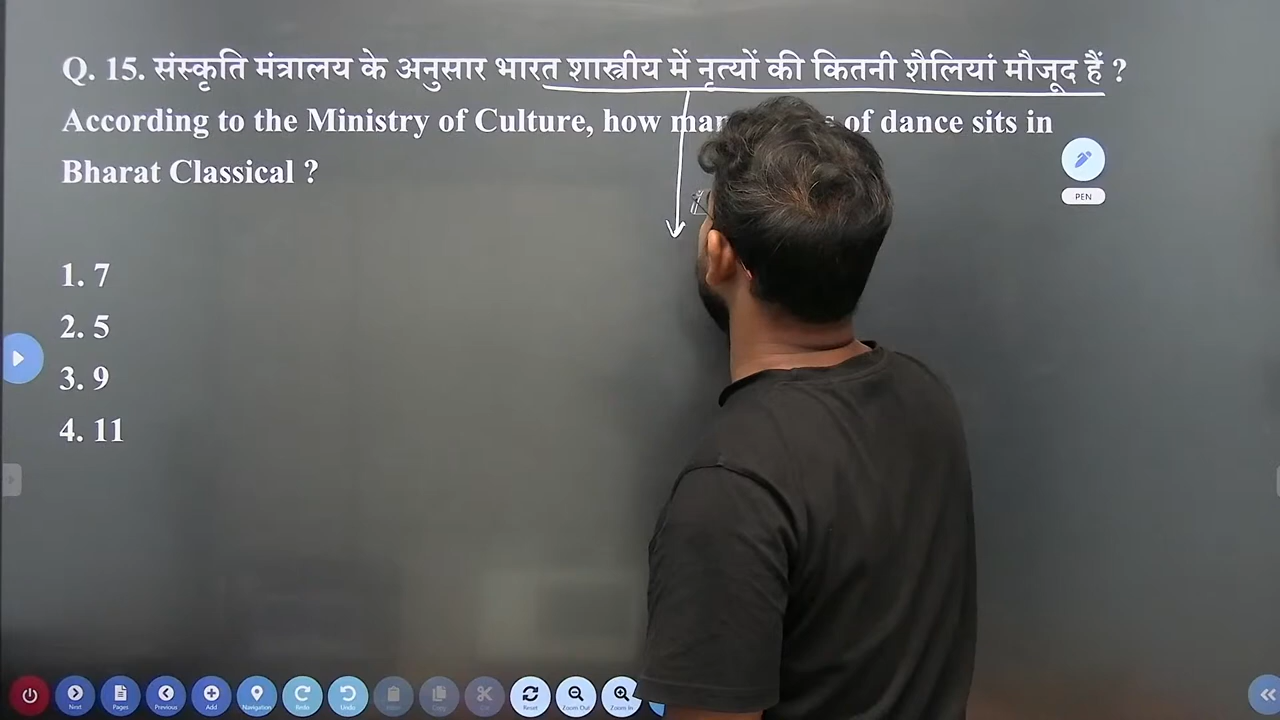 Q. 15. संस्कृति मंत्रालय के अनुसार भारत शास्त्रीय में नृत्यों की कितनी शैलियां मौजूद हैं ?
According to the Ministry of Culture, how of dance sits in
Bharat Classical ?
PEN
1. 7
2. 5
3. 9
4. 11
Next Pages Previous Add Navigation Redo Undo Copy Cut Reset Zoom Out Zoom In